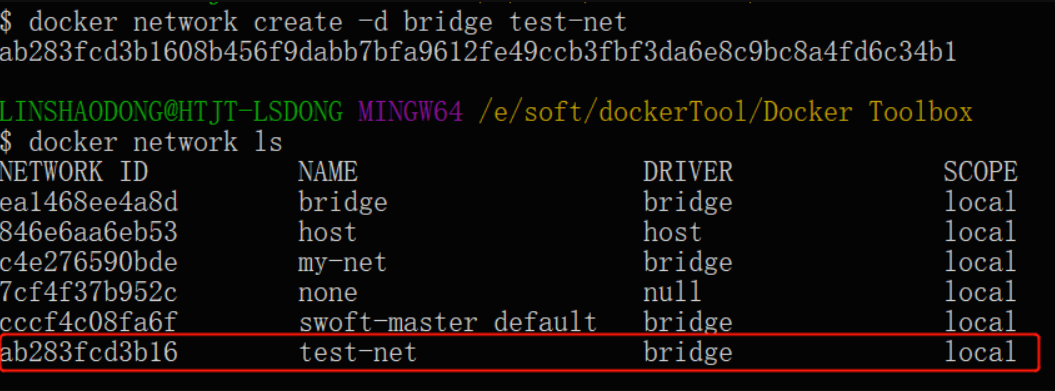 $ docker network create -d bridge test-net
ab283fcd3b1608b456f9dabb7bfa9612fe49ccb3fbf3da6e8c9bc8a4fd6c34b1
LINSHAODONG@HTJT-LSDONG MINGW64 /e/soft/dockerTool/Docker Toolbox
$ docker network ls
NETWORK ID NAME DRIVER SCOPE
ea1468ee4a8d bridge bridge local
846e6aa6eb53 host host local
c4e276590bde my-net bridge local
7cf4f37b952c none null local
cccf4c08fa6f swoft-master_default bridge local
ab283fcd3b16 test-net bridge local